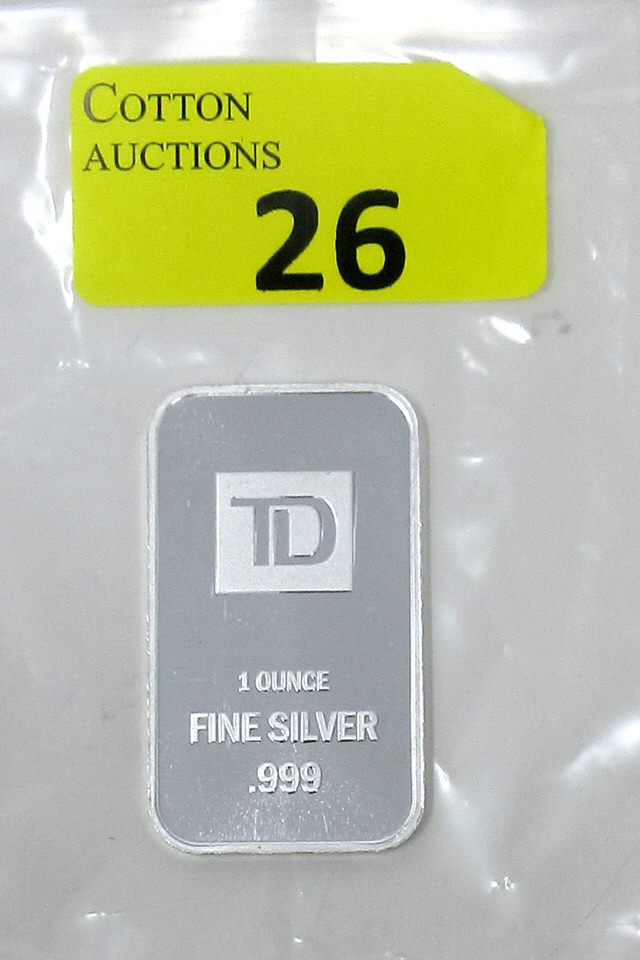 COTTON
AUCTIONS
26
TD
1 OUNCE
FINE SILVER
.999